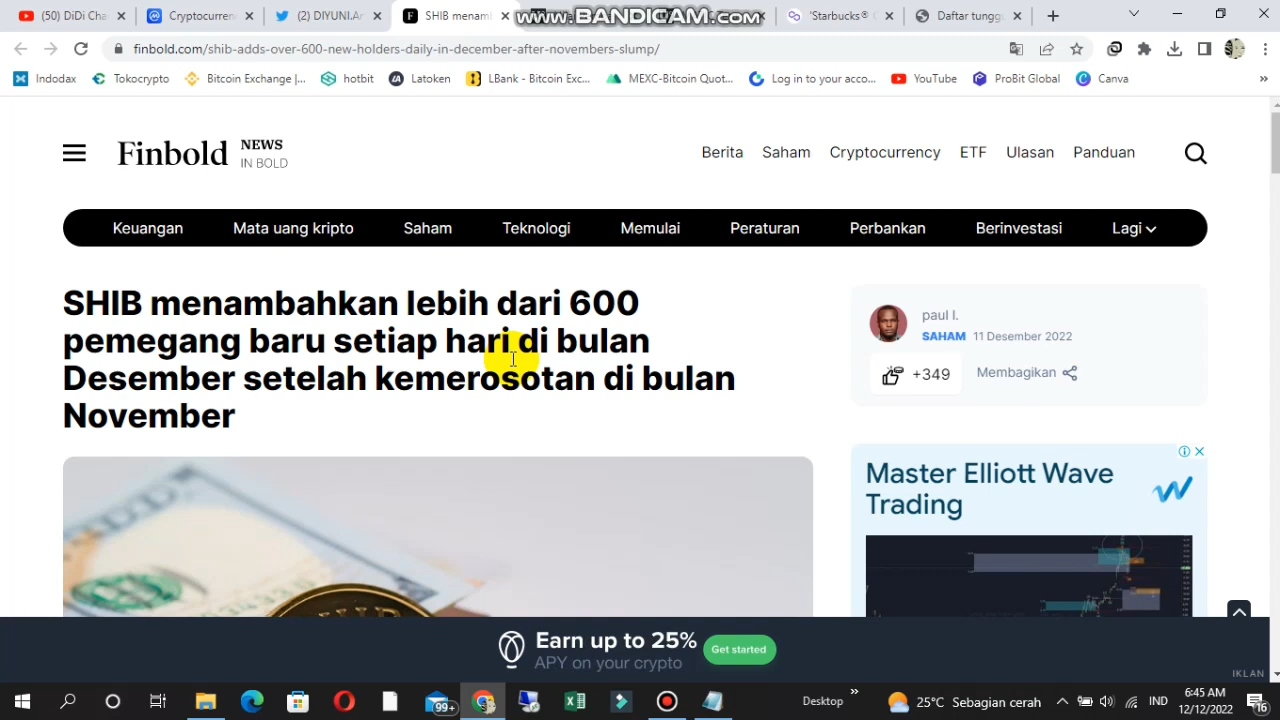 (50) DiDi Cha
Cryptocurren
(2) DIYUNI.Ar
SHIB menaml
www.BANDICAM.com
"Starbucks® C
Daftar tungg
finbold.com/shib-adds-over-600-new-holders-daily-in-december-after-novembers-slump/
Indodax
Tokocrypto
Bitcoin Exchange |...
hotbit
Latoken
LBank - Bitcoin Exc...
MEXC-Bitcoin Quot...
Log in to your acco...
YouTube
ProBit Global
Canva
»
Finbold
NEWS
IN BOLD
Berita
Saham
Cryptocurrency
ETF
Ulasan
Panduan
Keuangan
Mata uang kripto
Saham
Teknologi
Memulai
Peraturan
Perbankan
Berinvestasi
Lagi
SHIB menambahkan lebih dari 600
pemegang baru setiap hari di bulan
Desember setelah kemerosotan di bulan
November
paul l.
SAHAM 11 Desember 2022
+349
Membagikan
Master Elliott Wave
Trading
Earn up to 25%
APY on your crypto
Get started
IKLAN
99+
Desktop
»
25°C Sebagian cerah
IND
6:45 AM
12/12/2022
16